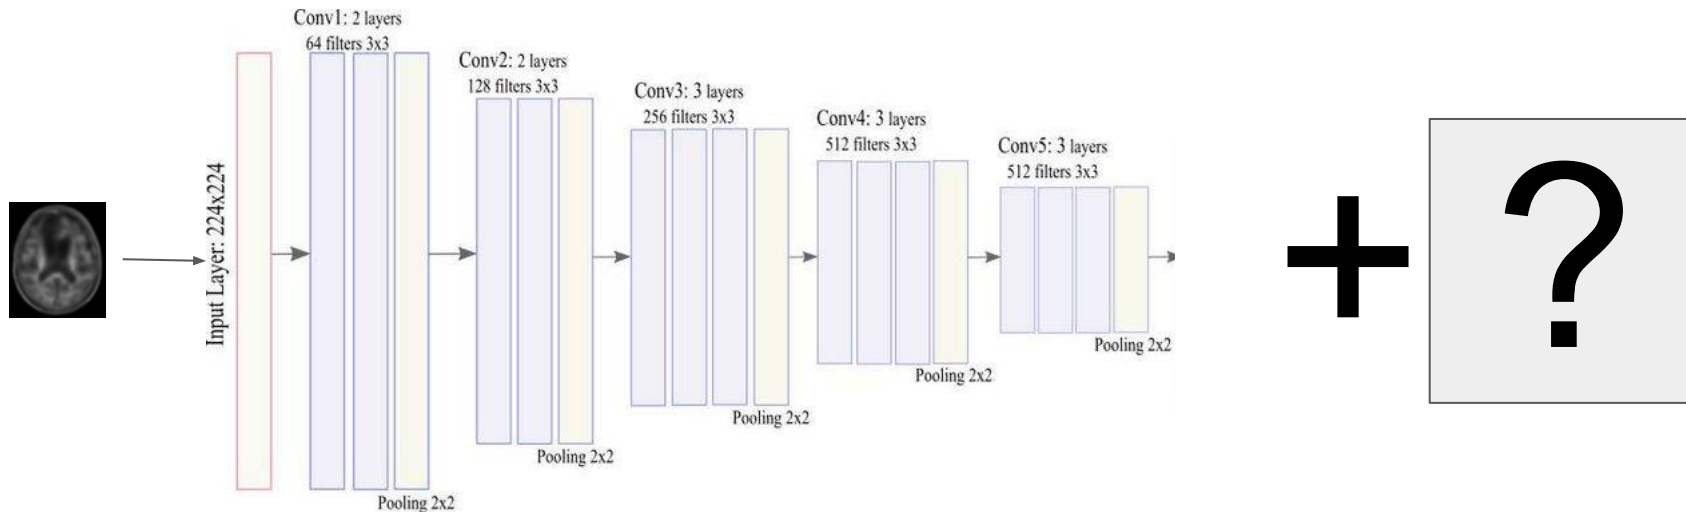 Input Layer: 224x224
Conv1: 2 layers
64 filters 3x3
Pooling 2x2
Conv2: 2 layers
128 filters 3x3
Pooling 2x2
Conv3: 3 layers
256 filters 3x3
Pooling 2x2
Conv4: 3 layers
512 filters 3x3
Pooling 2x2
Conv5: 3 layers
512 filters 3x3
Pooling 2x2
+
?